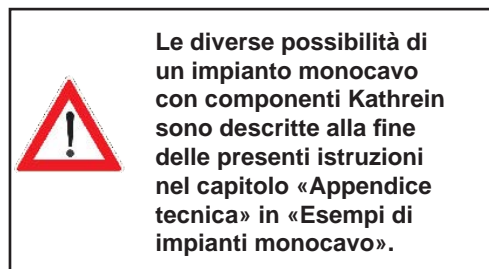 Le diverse possibilità di
un impianto monocavo
con componenti Kathrein
sono descritte alla fine
delle presenti istruzioni
nel capitolo «Appendice
tecnica» in «Esempi di
impianti monocavo».